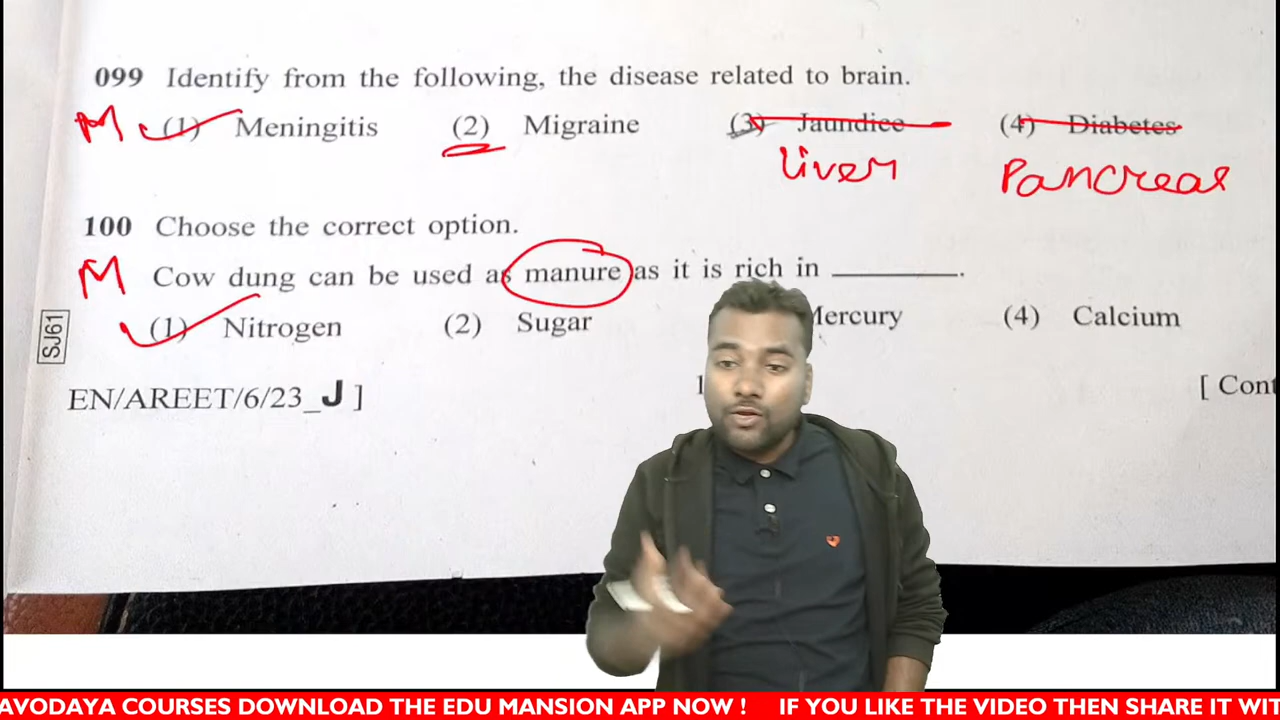 099 Identify from the following, the disease related to brain.
M (1) Meningitis (2) Migraine (3) Jaundice (4) Diabetes
liver Pancreas
100 Choose the correct option.
M Cow dung can be used as manure as it is rich in ________.
(1) Nitrogen (2) Sugar Mercury (4) Calcium
SJ61
EN/AREET/6/23_J ] [ Cont
AVODAYA COURSES DOWNLOAD THE EDU MANSION APP NOW ! IF YOU LIKE THE VIDEO THEN SHARE IT WIT